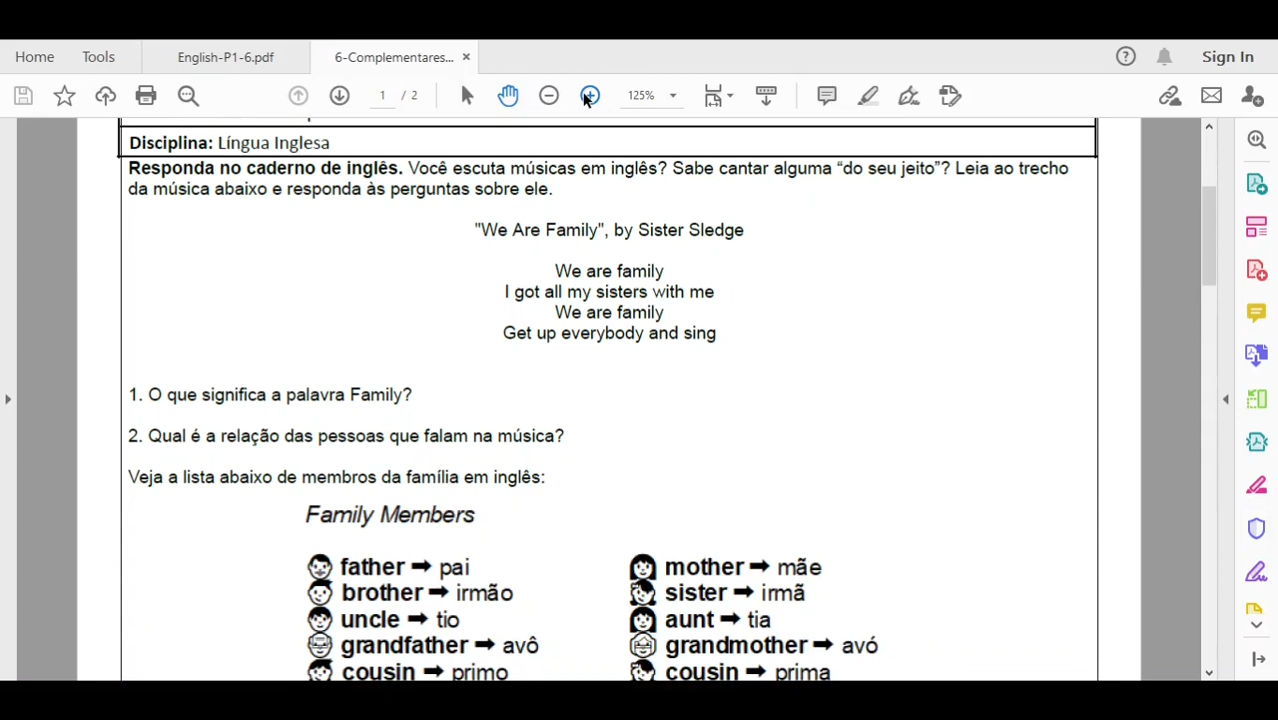 Home Tools English-P1-6.pdf 6-Complementares... × Sign In
1 / 2 125%
Disciplina: Língua Inglesa
Responda no caderno de inglês. Você escuta músicas em inglês? Sabe cantar alguma “do seu jeito”? Leia ao trecho
da música abaixo e responda às perguntas sobre ele.
"We Are Family", by Sister Sledge
We are family
I got all my sisters with me
We are family
Get up everybody and sing
1. O que significa a palavra Family?
2. Qual é a relação das pessoas que falam na música?
Veja a lista abaixo de membros da família em inglês:
Family Members
father ➡ pai mother ➡ mãe
brother ➡ irmão sister ➡ irmã
uncle ➡ tio aunt ➡ tia
grandfather ➡ avô grandmother ➡ avó
cousin ➡ primo cousin ➡ prima